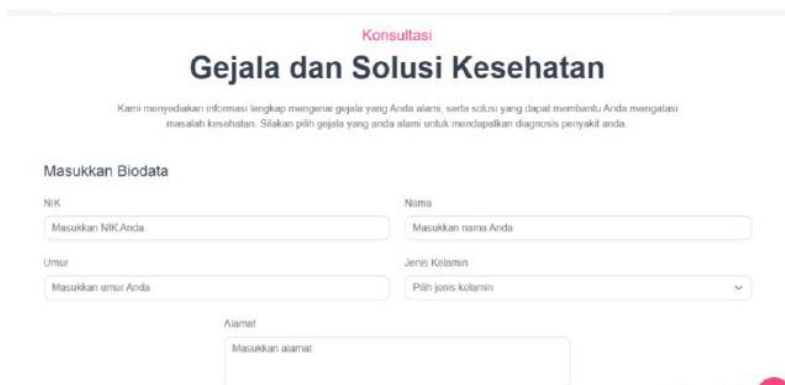 Konsultasi
Gejala dan Solusi Kesehatan
Kami menyediakan informasi lengkap mengenai gejala yang Anda alami, serta solusi yang dapat membantu Anda mengatasi
masalah kesehatan. Silakan pilih gejala yang anda alami untuk mendapatkan diagnosis penyakit anda.
Masukkan Biodata
NIK
Nama
Masukkan NIK Anda
Masukkan nama Anda
Umur
Jenis Kelamin
Masukkan umur Anda
Pilih jenis kelamin
Alamat
Masukkan alamat